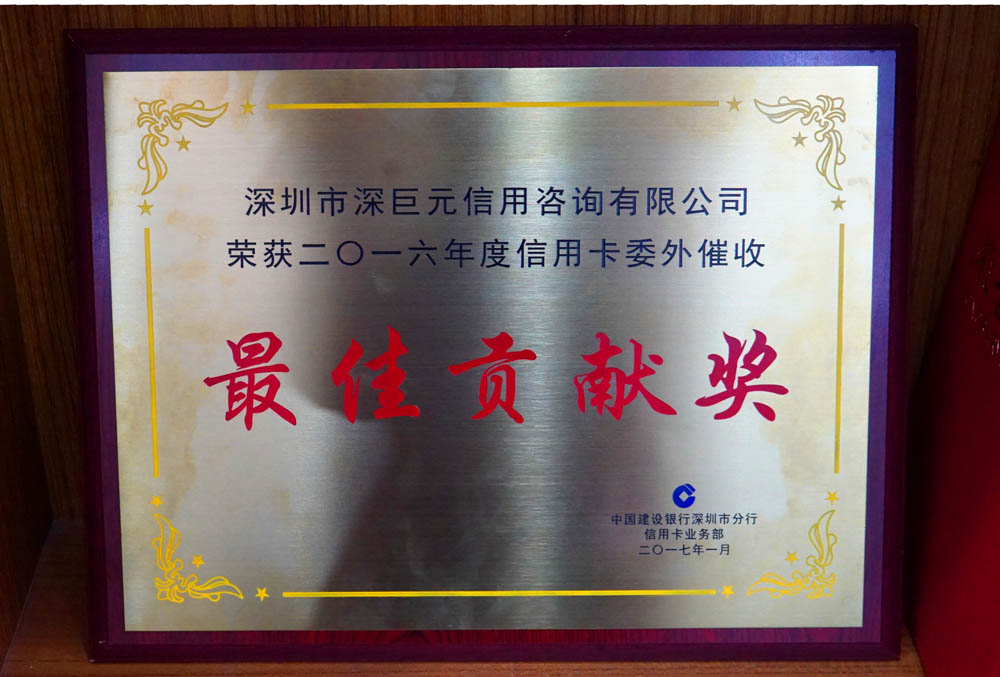 深圳市深巨元信用咨询有限公司
荣获二〇一六年度信用卡委外催收
最佳贡献奖
中国建设银行深圳市分行
信用卡业务部
二〇一七年一月